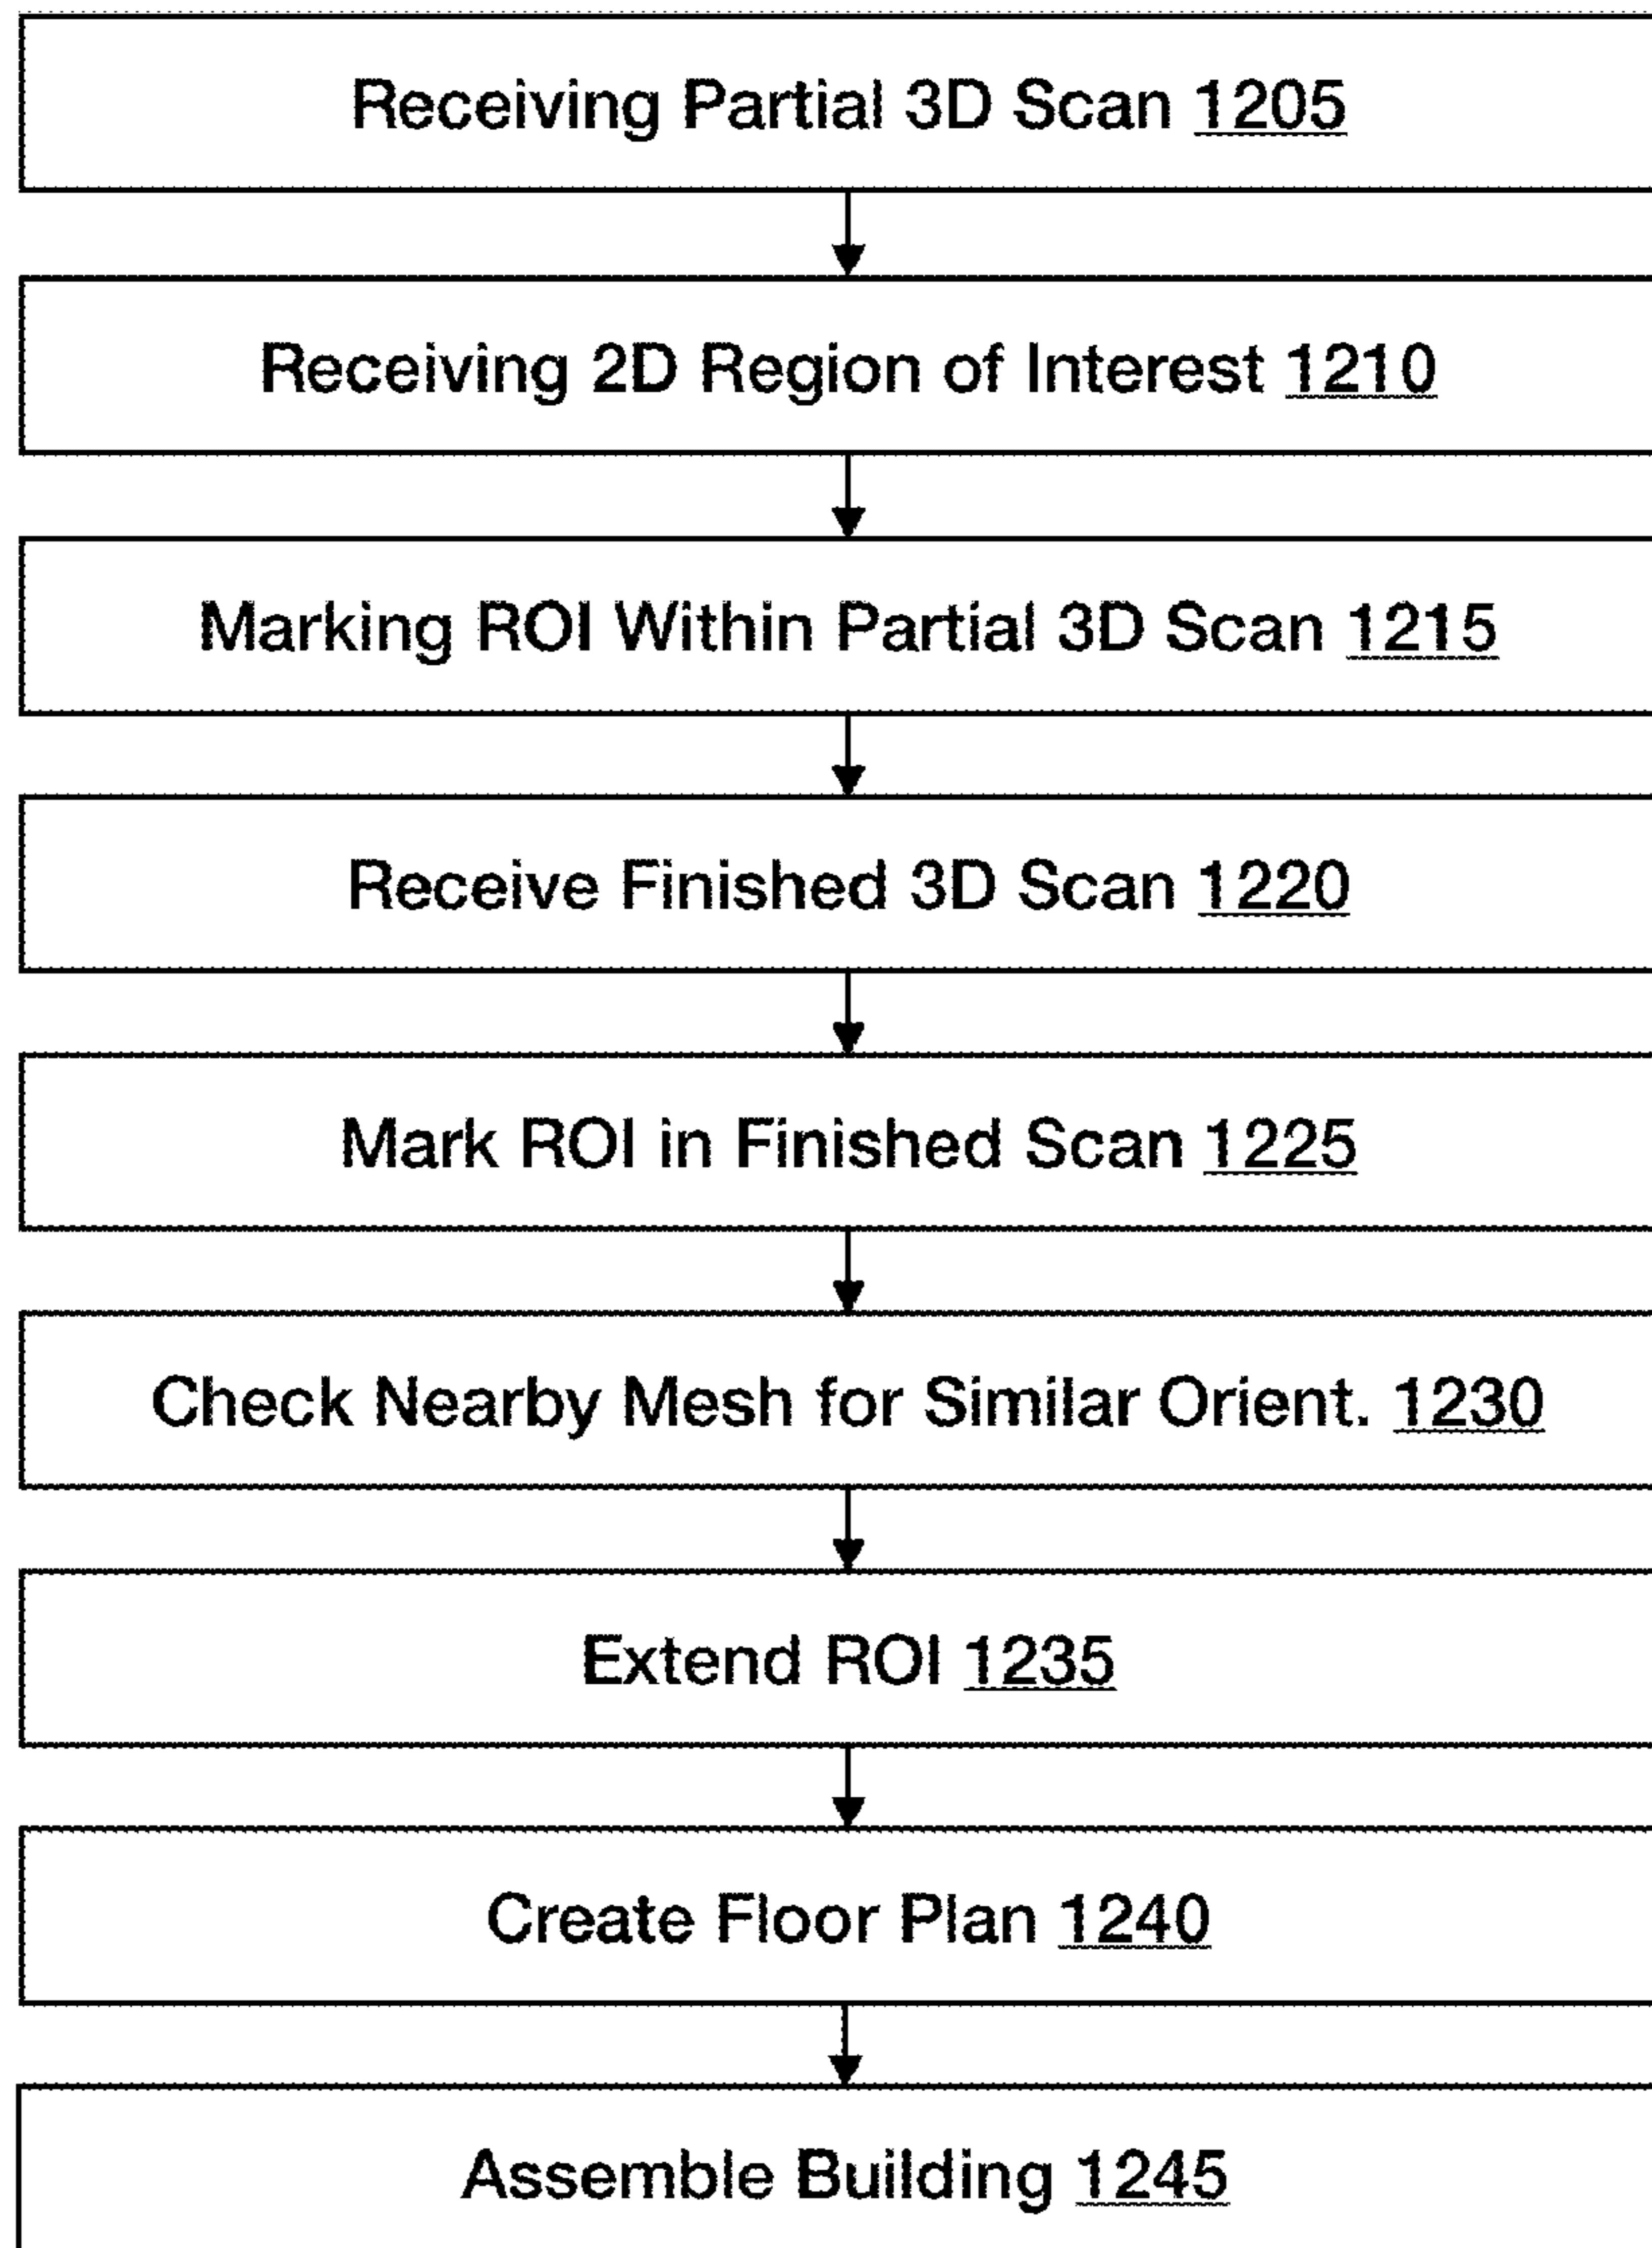 Receiving Partial 3D Scan 1205
Receiving 2D Region of Interest 1210
Marking ROI Within Partial 3D Scan 1215
Receive Finished 3D Scan 1220
Mark ROI in Finished Scan 1225
Check Nearby Mesh for Similar Orient. 1230
Extend ROI 1235
Create Floor Plan 1240
Assemble Building 1245